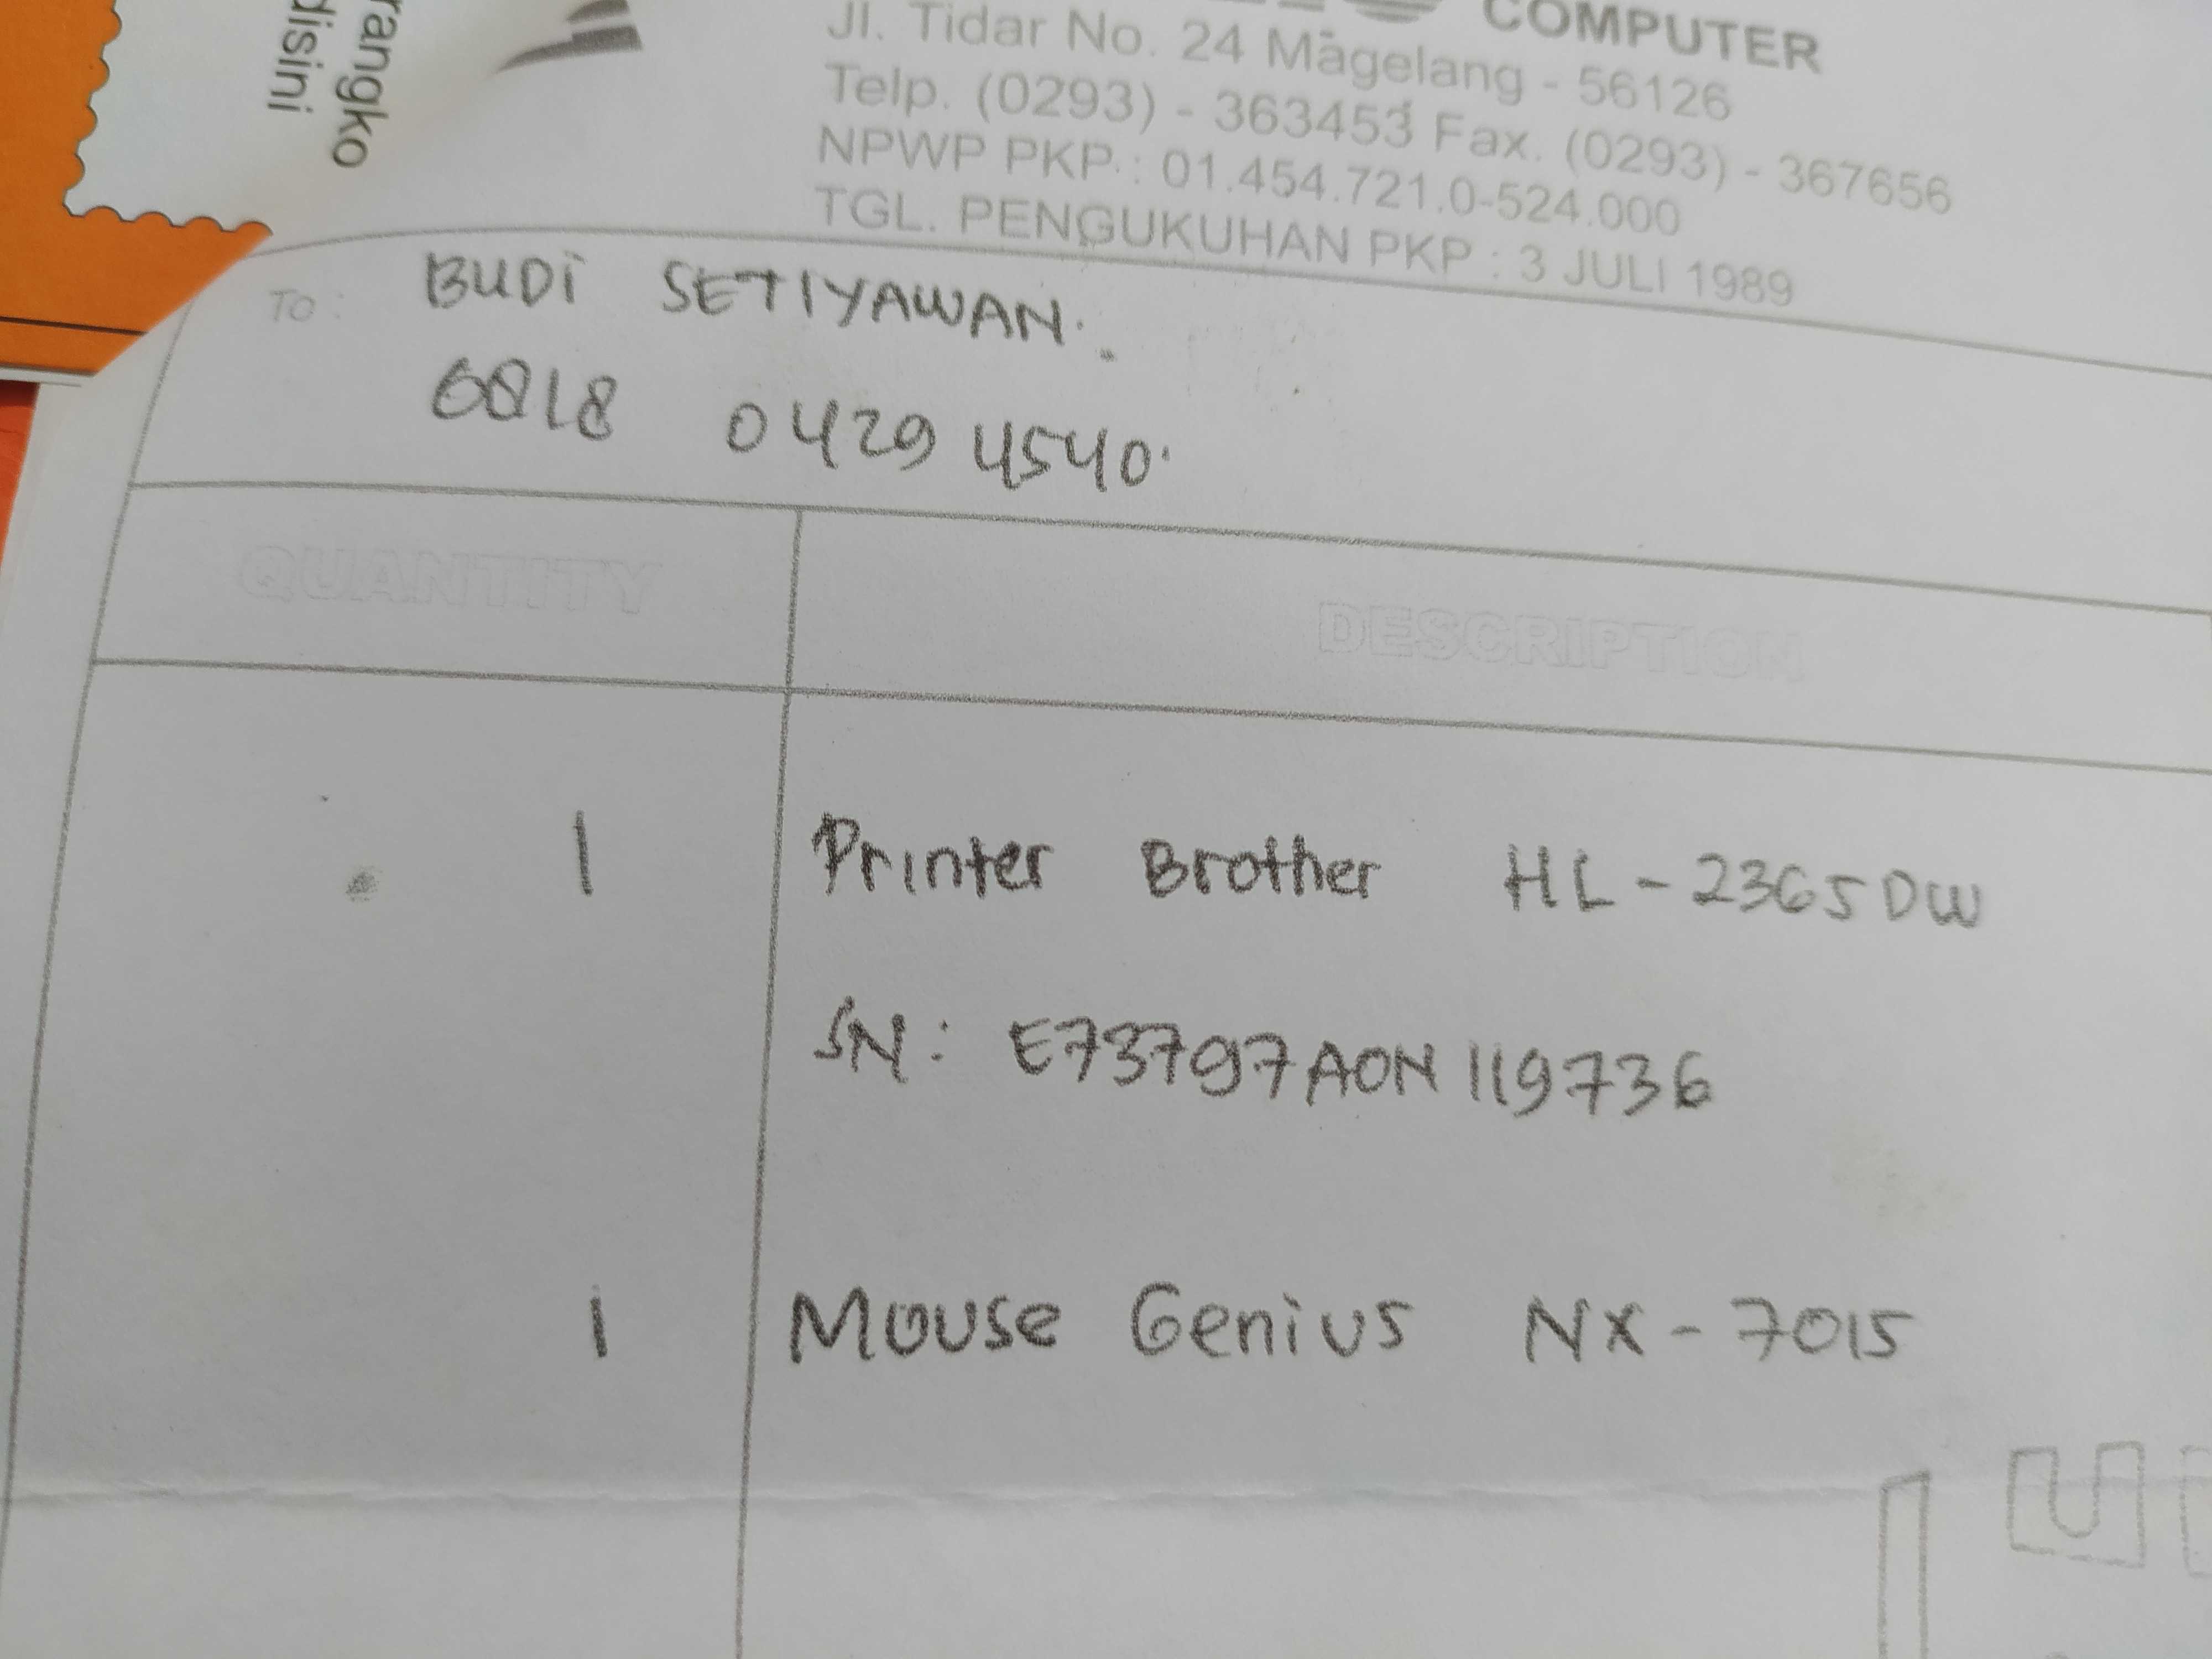 rangko
disini
COMPUTER
Jl. Tidar No. 24 Magelang - 56126
Telp. (0293) - 363453 Fax. (0293) - 367656
NPWP PKP : 01.454.721.0-524.000
TGL. PENGUKUHAN PKP : 3 JULI 1989
TO : BUDI SETIYAWAN.
0818 0429 4540.
QUANTITY DESCRIPTION
1 Printer Brother HL-2365DW
SN: E73797A0N119736
1 Mouse Genius NX-7015